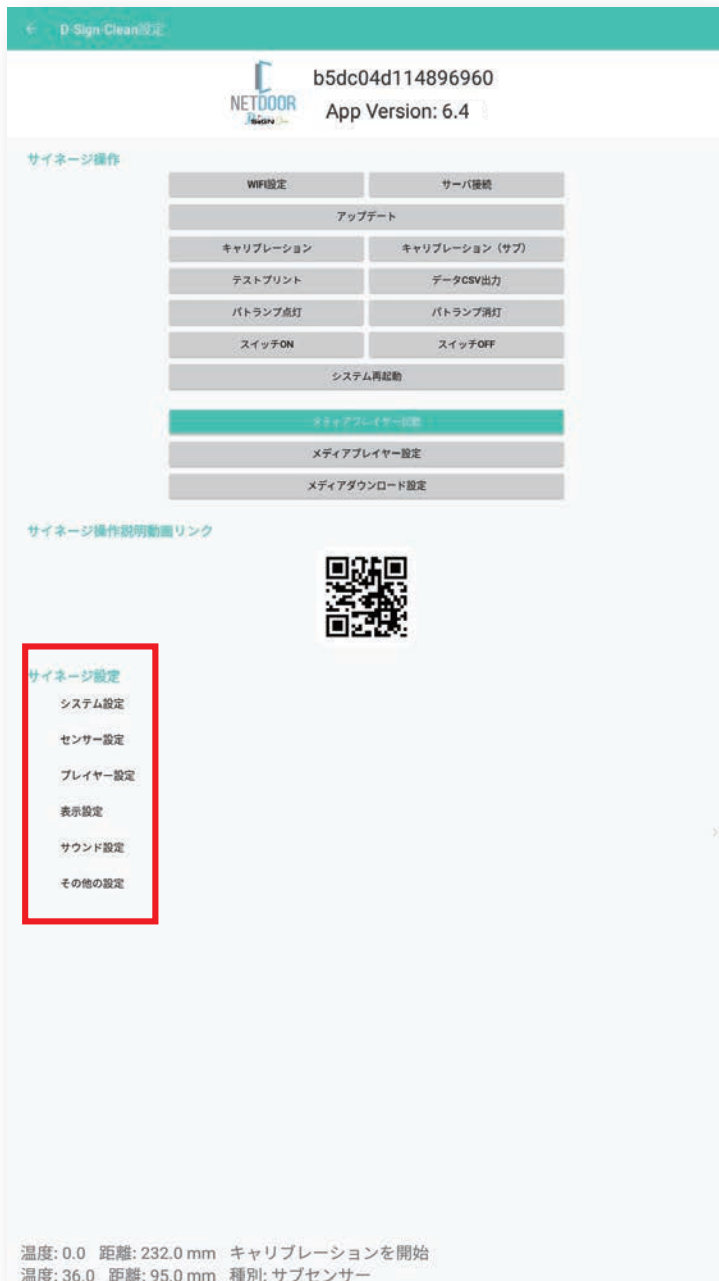 ← D-Sign-Clean設定
NETDOOR
SIGN
b5dc04d114896960
App Version: 6.4
サイネージ操作
WIFI設定 サーバ接続
アップデート
キャリブレーション キャリブレーション（サブ）
テストプリント データCSV出力
パトランプ点灯 パトランプ消灯
スイッチON スイッチOFF
システム再起動
メディアプレイヤー起動
メディアプレイヤー設定
メディアダウンロード設定
サイネージ操作説明動画リンク
サイネージ設定
システム設定
センサー設定
プレイヤー設定
表示設定
サウンド設定
その他の設定
温度: 0.0 距離: 232.0 mm キャリブレーションを開始
温度: 36.0 距離: 95.0 mm 種別: サブセンサー